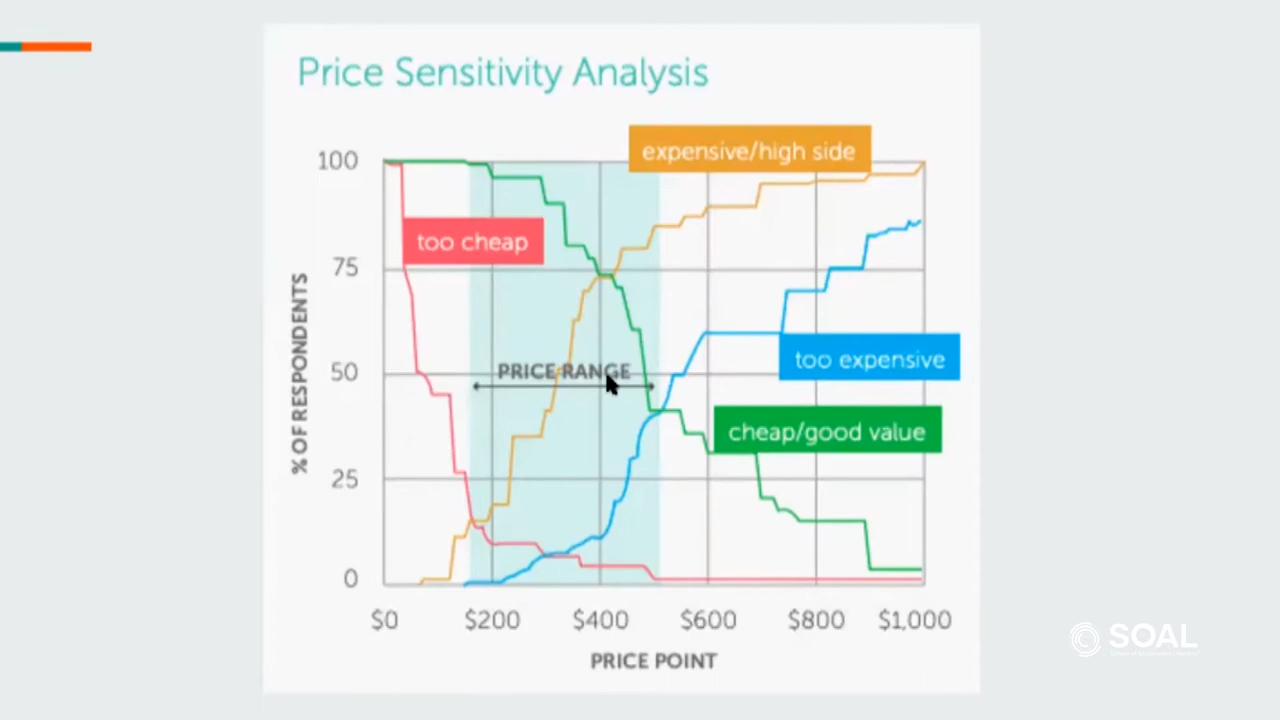 Price Sensitivity Analysis
expensive/high side
100
too cheap
75
% OF RESPONDENTS
PRICE RANGE
50
too expensive
cheap/good value
25
0
$0 $200 $400 $600 $800 $1,000
PRICE POINT
SOAL